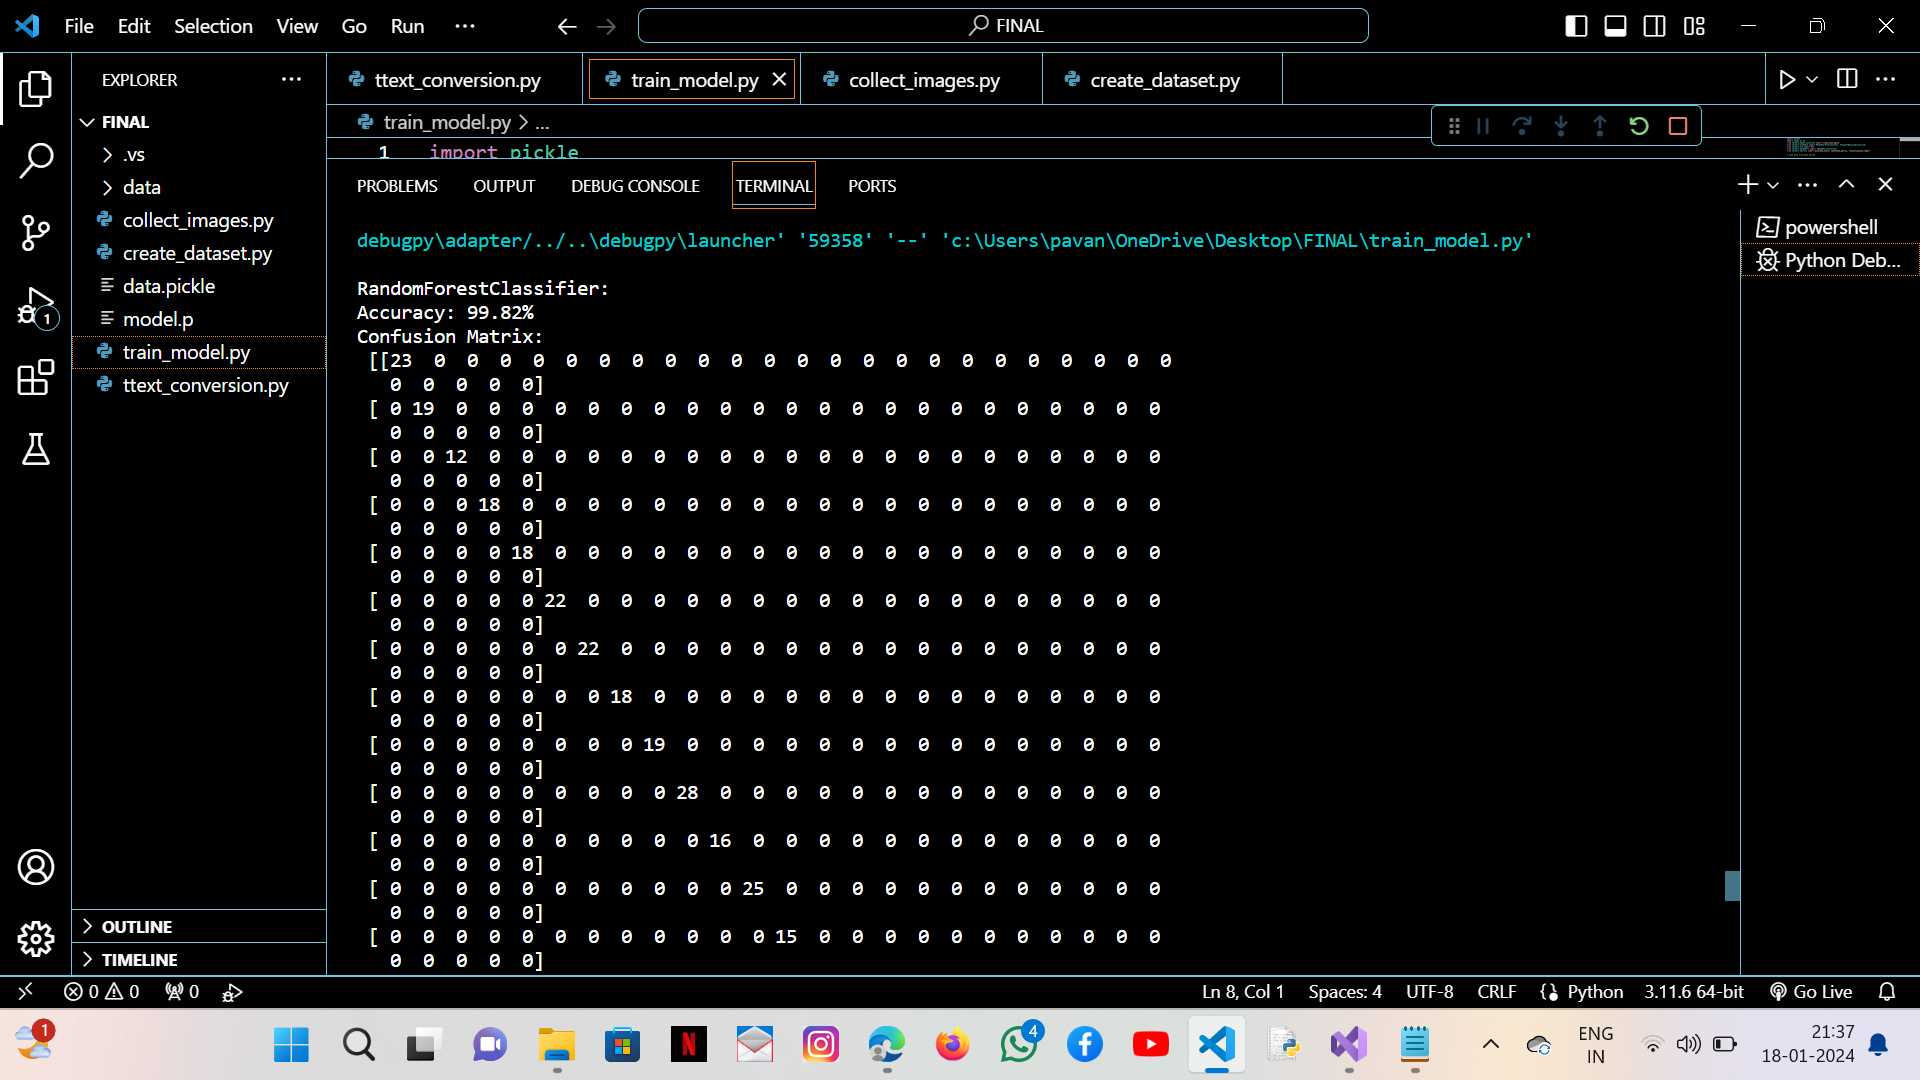 File Edit Selection View Go Run ···
FINAL
EXPLORER
FINAL
.vs
data
collect_images.py
create_dataset.py
data.pickle
model.p
train_model.py
ttext_conversion.py
OUTLINE
TIMELINE
1
ttext_conversion.py train_model.py collect_images.py create_dataset.py
train_model.py > ...
1 import pickle
PROBLEMS OUTPUT DEBUG CONSOLE TERMINAL PORTS
powershell
Python Deb...
debugpy\adapter/../..\debugpy\launcher' '59358' '--' 'c:\Users\pavan\OneDrive\Desktop\FINAL\train_model.py'
RandomForestClassifier:
Accuracy: 99.82%
Confusion Matrix:
[[23 0 0 0 0 0 0 0 0 0 0 0 0 0 0 0 0 0 0 0 0 0 0 0
0 0 0 0 0]
[ 0 19 0 0 0 0 0 0 0 0 0 0 0 0 0 0 0 0 0 0 0 0 0 0
0 0 0 0 0]
[ 0 0 12 0 0 0 0 0 0 0 0 0 0 0 0 0 0 0 0 0 0 0 0 0
0 0 0 0 0]
[ 0 0 0 18 0 0 0 0 0 0 0 0 0 0 0 0 0 0 0 0 0 0 0 0
0 0 0 0 0]
[ 0 0 0 0 18 0 0 0 0 0 0 0 0 0 0 0 0 0 0 0 0 0 0 0
0 0 0 0 0]
[ 0 0 0 0 0 22 0 0 0 0 0 0 0 0 0 0 0 0 0 0 0 0 0 0
0 0 0 0 0]
[ 0 0 0 0 0 0 22 0 0 0 0 0 0 0 0 0 0 0 0 0 0 0 0 0
0 0 0 0 0]
[ 0 0 0 0 0 0 0 18 0 0 0 0 0 0 0 0 0 0 0 0 0 0 0 0
0 0 0 0 0]
[ 0 0 0 0 0 0 0 0 19 0 0 0 0 0 0 0 0 0 0 0 0 0 0 0
0 0 0 0 0]
[ 0 0 0 0 0 0 0 0 0 28 0 0 0 0 0 0 0 0 0 0 0 0 0 0
0 0 0 0 0]
[ 0 0 0 0 0 0 0 0 0 0 16 0 0 0 0 0 0 0 0 0 0 0 0 0
0 0 0 0 0]
[ 0 0 0 0 0 0 0 0 0 0 0 25 0 0 0 0 0 0 0 0 0 0 0 0
0 0 0 0 0]
[ 0 0 0 0 0 0 0 0 0 0 0 0 15 0 0 0 0 0 0 0 0 0 0 0
0 0 0 0 0]
0 0 0 Ln 8, Col 1 Spaces: 4 UTF-8 CRLF Python 3.11.6 64-bit Go Live
1 N 4 ENG 21:37
IN 18-01-2024